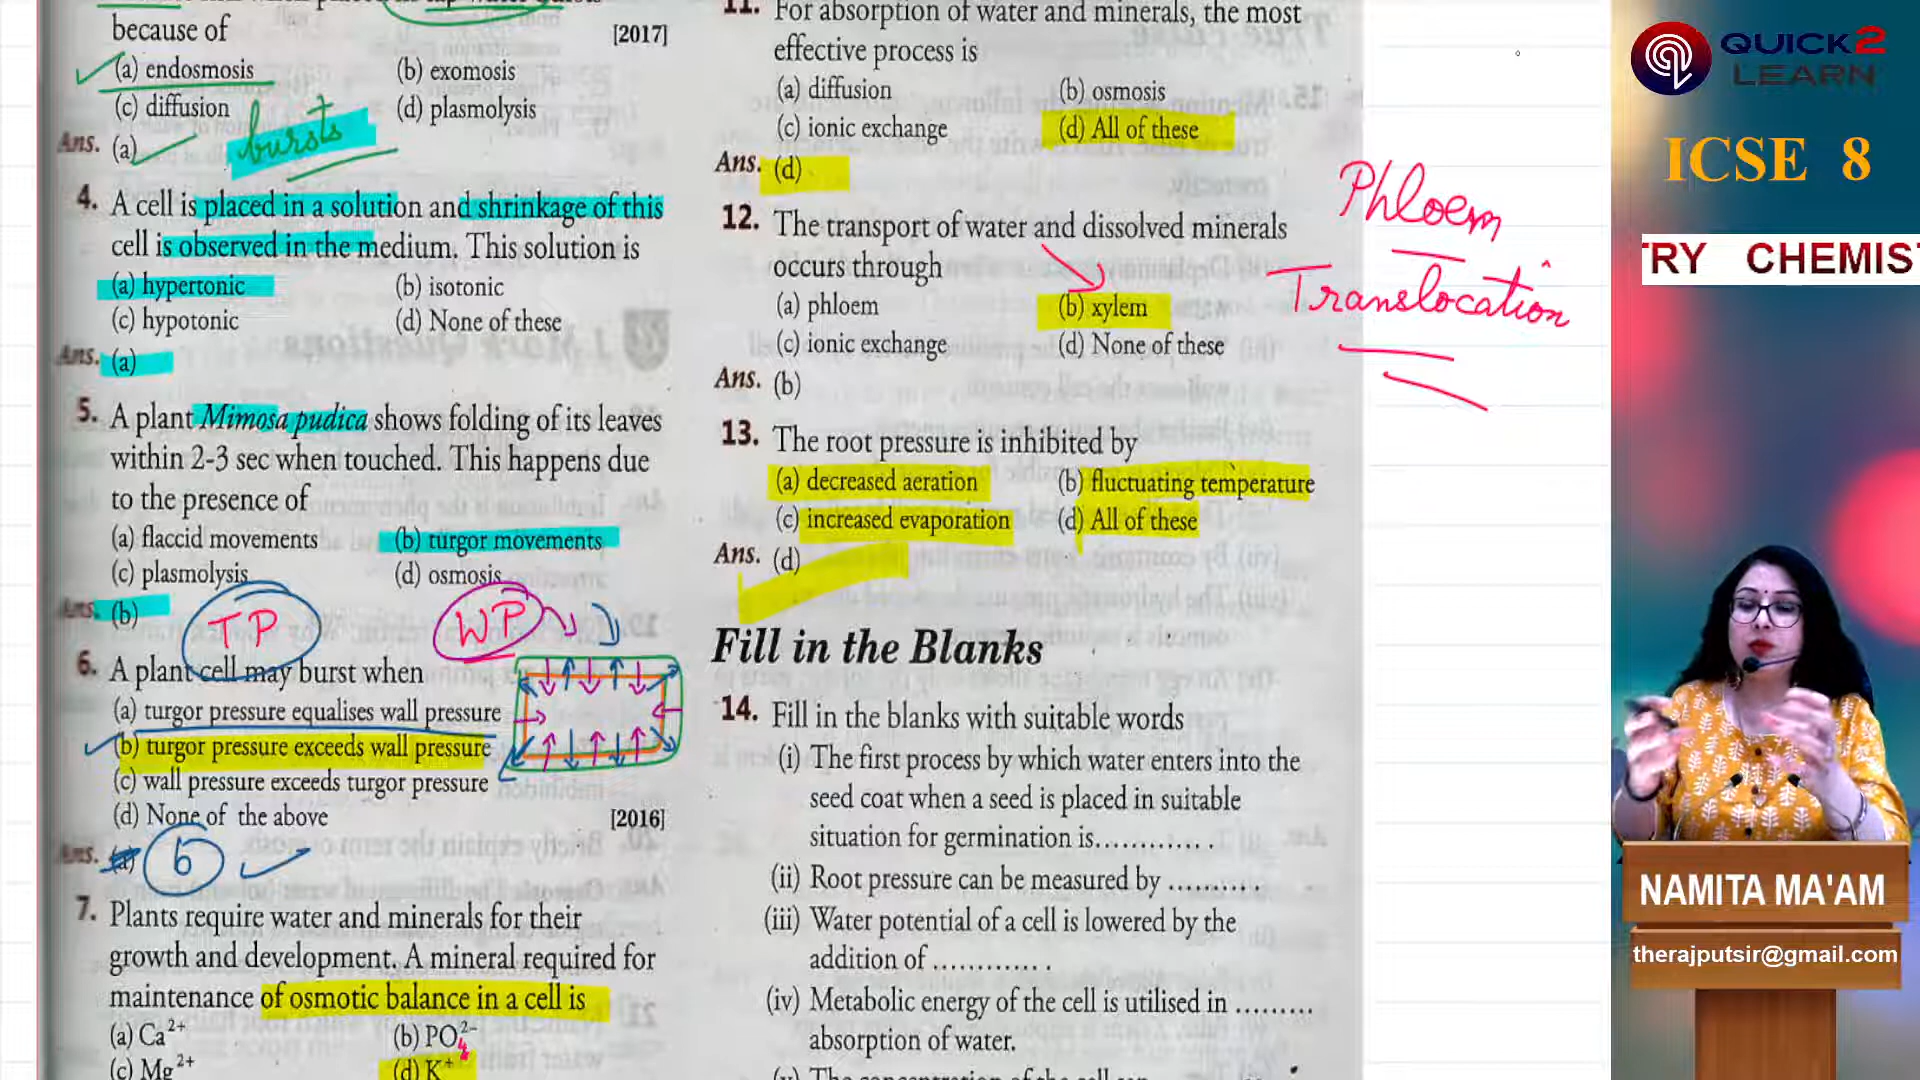 because of [2017]
(a) endosmosis (b) exomosis
(c) diffusion (d) plasmolysis
Ans. (a) bursts
4. A cell is placed in a solution and shrinkage of this
cell is observed in the medium. This solution is
(a) hypertonic (b) isotonic
(c) hypotonic (d) None of these
Ans. (a)
5. A plant Mimosa pudica shows folding of its leaves
within 2-3 sec when touched. This happens due
to the presence of
(a) flaccid movements (b) turgor movements
(c) plasmolysis (d) osmosis
Ans. (b)
TP WP
6. A plant cell may burst when
(a) turgor pressure equalises wall pressure
(b) turgor pressure exceeds wall pressure
(c) wall pressure exceeds turgor pressure
(d) None of the above [2016]
Ans. (a) b
7. Plants require water and minerals for their
growth and development. A mineral required for
maintenance of osmotic balance in a cell is
(a) Ca2+ (b) PO4 2−
(c) Mg2+ (d) K+
11. For absorption of water and minerals, the most
effective process is
(a) diffusion (b) osmosis
(c) ionic exchange (d) All of these
Ans. (d)
12. The transport of water and dissolved minerals
occurs through
(a) phloem (b) xylem
(c) ionic exchange (d) None of these
Ans. (b)
13. The root pressure is inhibited by
(a) decreased aeration (b) fluctuating temperature
(c) increased evaporation (d) All of these
Ans. (d)
Fill in the Blanks
14. Fill in the blanks with suitable words
(i) The first process by which water enters into the
seed coat when a seed is placed in suitable
situation for germination is.............
(ii) Root pressure can be measured by ..........
(iii) Water potential of a cell is lowered by the
addition of .............
(iv) Metabolic energy of the cell is utilised in .........
absorption of water.
Phloem
Translocation
QUICK2
LEARN
ICSE 8
RY CHEMIS
NAMITA MA'AM
therajputsir@gmail.com